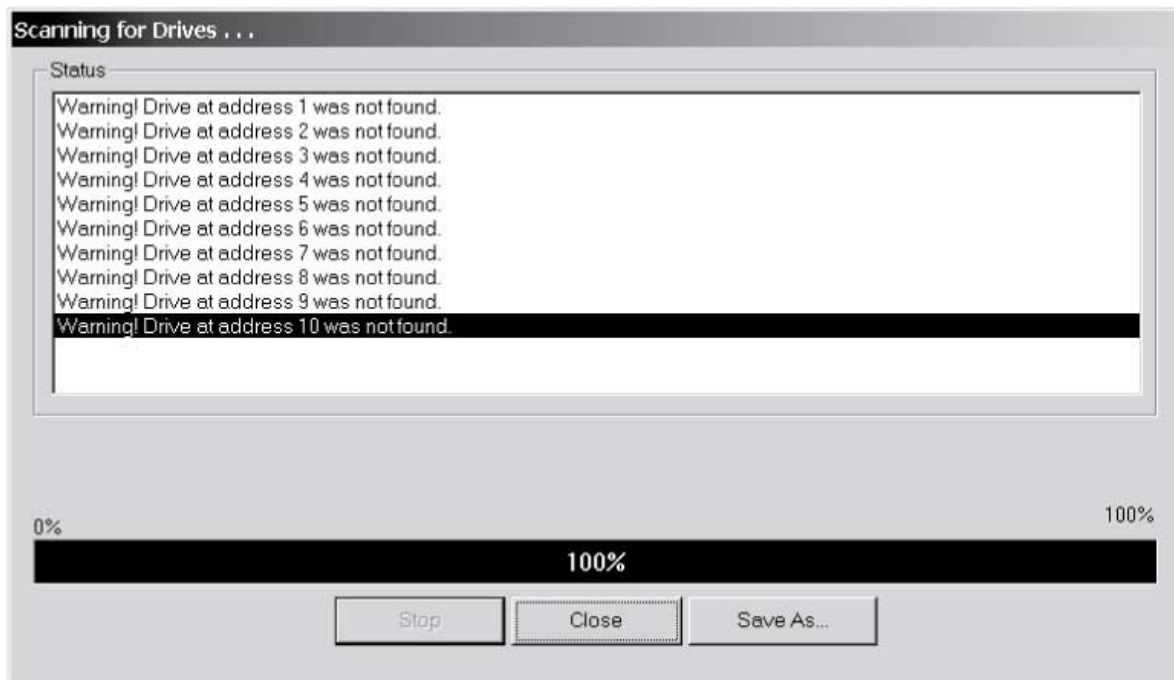 Scanning for Drives . . .
Status
Warning! Drive at address 1 was not found.
Warning! Drive at address 2 was not found.
Warning! Drive at address 3 was not found.
Warning! Drive at address 4 was not found.
Warning! Drive at address 5 was not found.
Warning! Drive at address 6 was not found.
Warning! Drive at address 7 was not found.
Warning! Drive at address 8 was not found.
Warning! Drive at address 9 was not found.
Warning! Drive at address 10 was not found.
0% 100%
100%
Stop Close Save As...